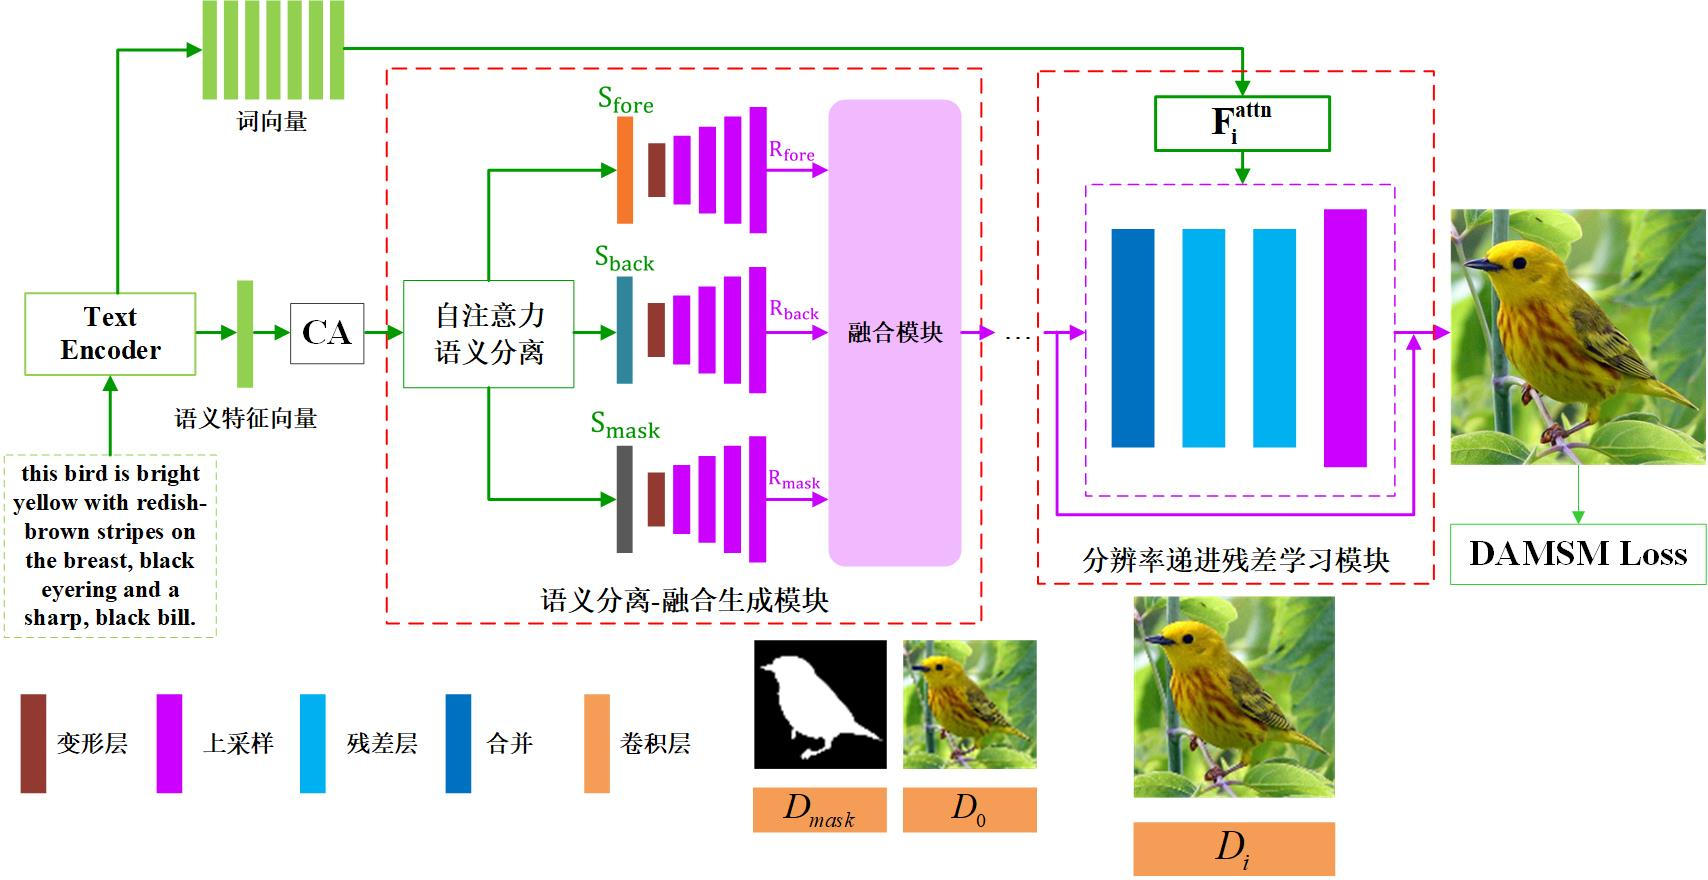 词向量
Text
Encoder
语义特征向量
this bird is bright
yellow with redish-
brown stripes on
the breast, black
eyering and a
sharp, black bill.
CA
自注意力
语义分离
S_fore
S_back
S_mask
R_fore
R_back
R_mask
融合模块
语义分离-融合生成模块
...
F_i^attn
分辨率递进残差学习模块
DAMSM Loss
变形层
上采样
残差层
合并
卷积层
D_mask
D_0
D_i